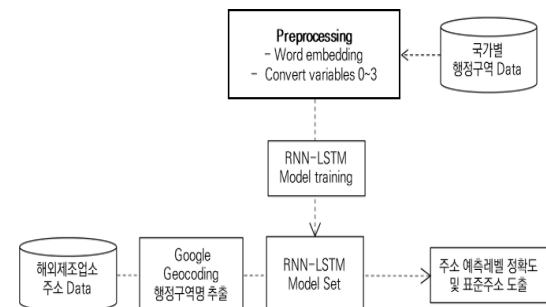 Preprocessing
- Word embedding
- Convert variables 0~3
국가별
행정구역 Data
RNN-LSTM
Model training
해외제조업소
주소 Data
Google
Geocoding
행정구역명 추출
RNN-LSTM
Model Set
주소 예측레벨 정확도
및 표준주소 도출